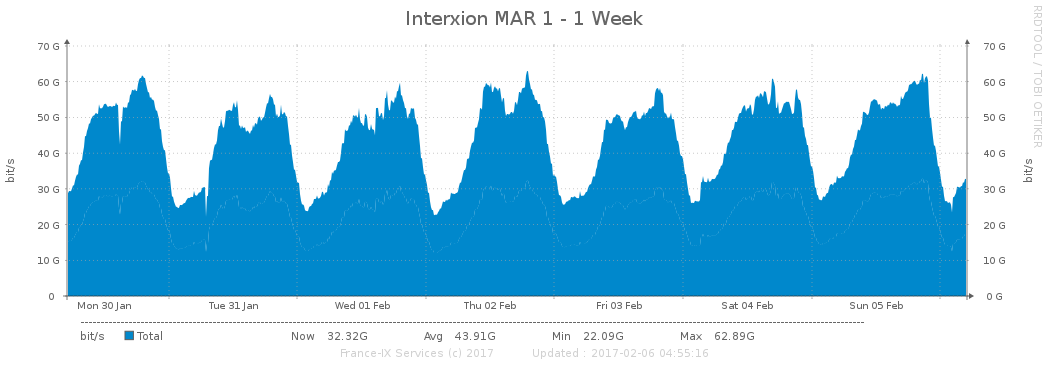 Interxion MAR 1 - 1 Week
RRDTOOL / TOBI OETIKER
70 G 70 G
60 G 60 G
50 G 50 G
40 G 40 G
30 G 30 G
20 G 20 G
10 G 10 G
0 0 G
bit/s bit/s
Mon 30 Jan Tue 31 Jan Wed 01 Feb Thu 02 Feb Fri 03 Feb Sat 04 Feb Sun 05 Feb
bit/s Total Now 32.32G Avg 43.91G Min 22.09G Max 62.89G
France-IX Services (c) 2017 Updated : 2017-02-06 04:55:16